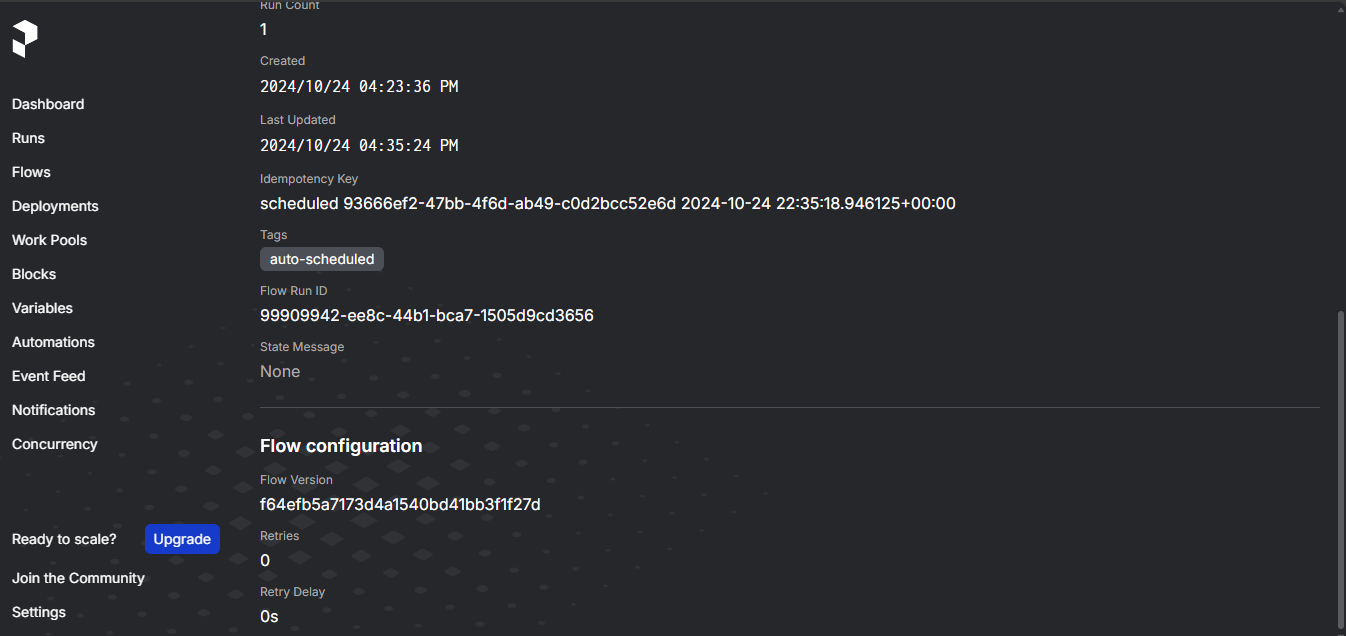 Run Count
1
Created
2024/10/24 04:23:36 PM
Last Updated
2024/10/24 04:35:24 PM
Idempotency Key
scheduled 93666ef2-47bb-4f6d-ab49-c0d2bcc52e6d 2024-10-24 22:35:18.946125+00:00
Tags
auto-scheduled
Flow Run ID
99909942-ee8c-44b1-bca7-1505d9cd3656
State Message
None
Flow configuration
Flow Version
f64efb5a7173d4a1540bd41bb3f1f27d
Retries
0
Retry Delay
0s
Dashboard
Runs
Flows
Deployments
Work Pools
Blocks
Variables
Automations
Event Feed
Notifications
Concurrency
Ready to scale?
Upgrade
Join the Community
Settings